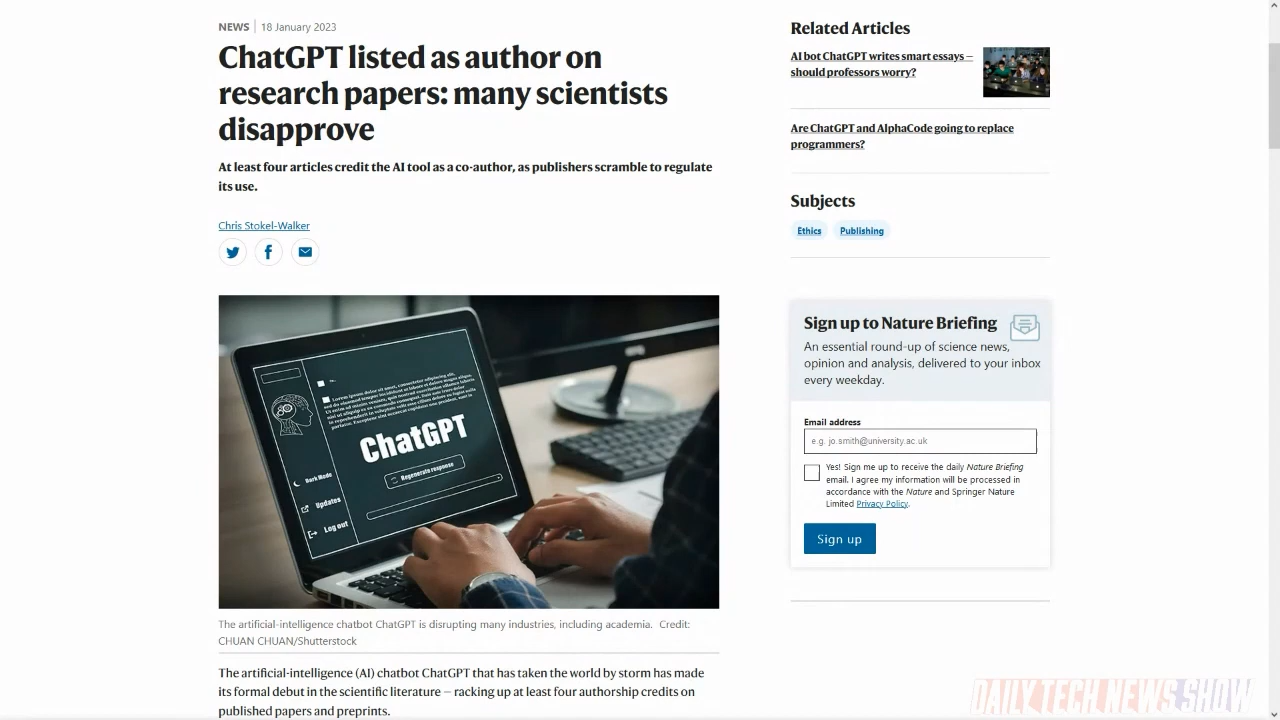 NEWS | 18 January 2023
ChatGPT listed as author on
research papers: many scientists
disapprove
At least four articles credit the AI tool as a co-author, as publishers scramble to regulate
its use.
Chris Stokel-Walker
ChatGPT
Regenerate response
Dark Mode
Updates
Log out
The artificial-intelligence chatbot ChatGPT is disrupting many industries, including academia. Credit:
CHUAN CHUAN/Shutterstock
The artificial-intelligence (AI) chatbot ChatGPT that has taken the world by storm has made
its formal debut in the scientific literature — racking up at least four authorship credits on
published papers and preprints.
Related Articles
AI bot ChatGPT writes smart essays —
should professors worry?
Are ChatGPT and AlphaCode going to replace
programmers?
Subjects
Ethics
Publishing
Sign up to Nature Briefing
An essential round-up of science news,
opinion and analysis, delivered to your inbox
every weekday.
Email address
e.g. jo.smith@university.ac.uk
Yes! Sign me up to receive the daily Nature Briefing
email. I agree my information will be processed in
accordance with the Nature and Springer Nature
Limited Privacy Policy.
Sign up
DAILY TECH NEWS SHOW